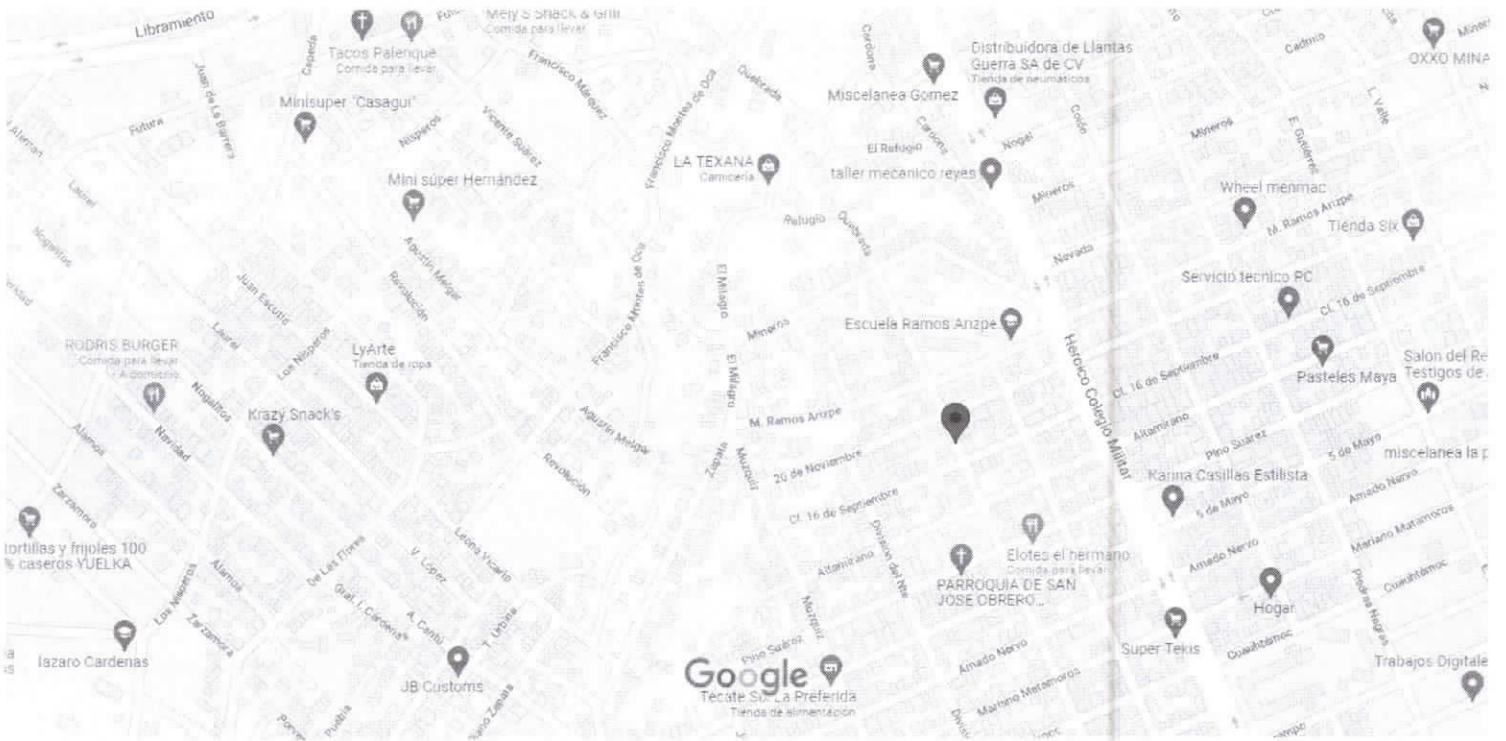 Libramiento
Mely S Snack & Grill
Comida para llevar
Tacos Palenque
Comida para llevar
Capeda
Juan de La Barrera
Francisco Márquez
Minisuper "Casagui"
Futura
Nísperos
Vicente Suárez
Mini súper Hernández
Laurel
Nogalitos
Agustín Melgar
Revolución
Juan Escutia
Laurel
Los Nísperos
RODRIS BURGER
Comida para llevar
A domicilio
LyArte
Tienda de ropa
Krazy Snack's
Nogalitos
Navidad
Alamos
Zarzamora
tortillas y frijoles 100
% caseros YUELKA
Los Nísperos
Alamos
Zarzamora
De Las Flores
V. López
Leona Vicario
A. Cantú
T. Urbina
lazaro Cardenas
JB Customs
Puebla
Francisco Montes de Oca
Quebrada
LA TEXANA
Carnicería
Refugio
Quebrada
El Milagro
Francisco Montes de Oca
Mineros
El Milagro
Agustín Melgar
Revolución
Zapata
Muzquiz
M. Ramos Arizpe
20 de Noviembre
Cl. 16 de Septiembre
Altamirano
División del Nte
Muzquiz
Pino Suárez
Google
Tecate Six La Preferida
Tienda de alimentación
Amado Nervo
Mariano Matamoros
PARROQUIA DE SAN
JOSE OBRERO...
Elotes el hermano
Comida para llevar
Cardona
Distribuidora de Llantas
Guerra SA de CV
Tienda de neumáticos
Miscelanea Gomez
El Refugio
Cardona
Nogal
Colón
taller mecanico reyes
Mineros
Nevada
Escuela Ramos Arizpe
Heroico Colegio Militar
Cadmio
OXXO MINA
L. Valle
Mineros
E. Gutiérrez
Wheel menmac
M. Ramos Arizpe
Tienda Six
Servicio tecnico PC
Cl. 16 de Septiembre
Cl. 16 de Septiembre
Pasteles Maya
Salon del Re
Testigos de
Altamirano
Pino Suárez
5 de Mayo
miscelanea la p
Karina Casillas Estilista
5 de Mayo
Amado Nervo
Amado Nervo
Mariano Matamoros
Cuauhtémoc
Piedras Negras
Hogar
Super Tekis
Cuauhtémoc
Trabajos Digitale